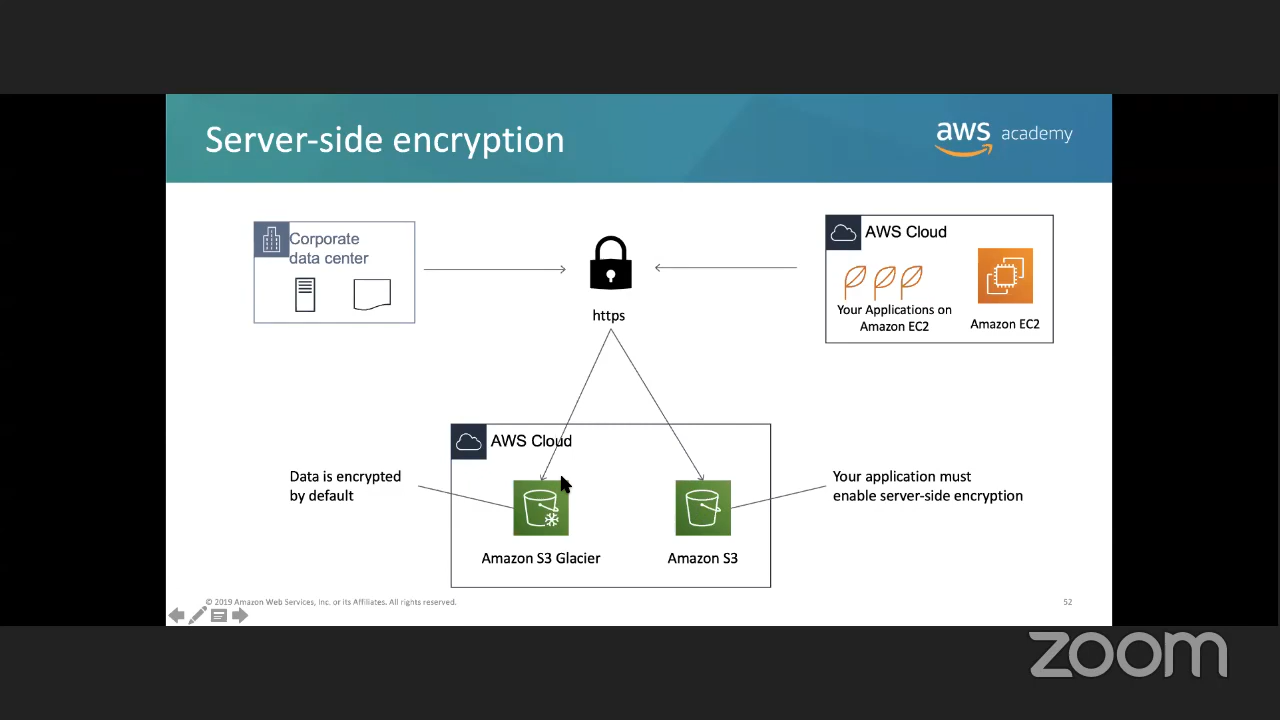 Server-side encryption
aws academy
Corporate
data center
https
AWS Cloud
Your Applications on
Amazon EC2
Amazon EC2
AWS Cloud
Data is encrypted
by default
Your application must
enable server-side encryption
Amazon S3 Glacier
Amazon S3
© 2019 Amazon Web Services, Inc. or its Affiliates. All rights reserved.
52
zoom